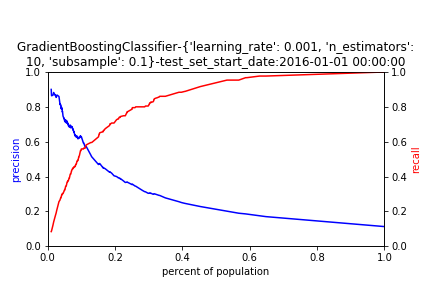 GradientBoostingClassifier-{'learning_rate': 0.001, 'n_estimators':
10, 'subsample': 0.1}-test_set_start_date:2016-01-01 00:00:00
1.0
0.8
0.6
0.4
0.2
0.0
precision
1.0
0.8
0.6
0.4
0.2
0.0
recall
0.0 0.2 0.4 0.6 0.8 1.0
percent of population